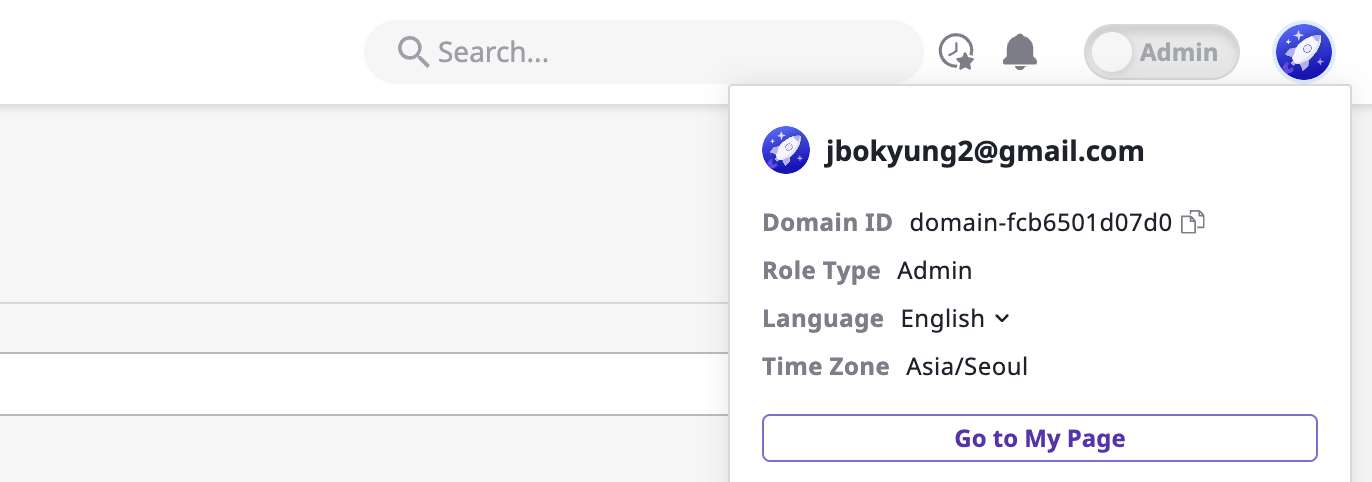 Search...
Admin
jbokyung2@gmail.com
Domain ID domain-fcb6501d07d0
Role Type Admin
Language English
Time Zone Asia/Seoul
Go to My Page